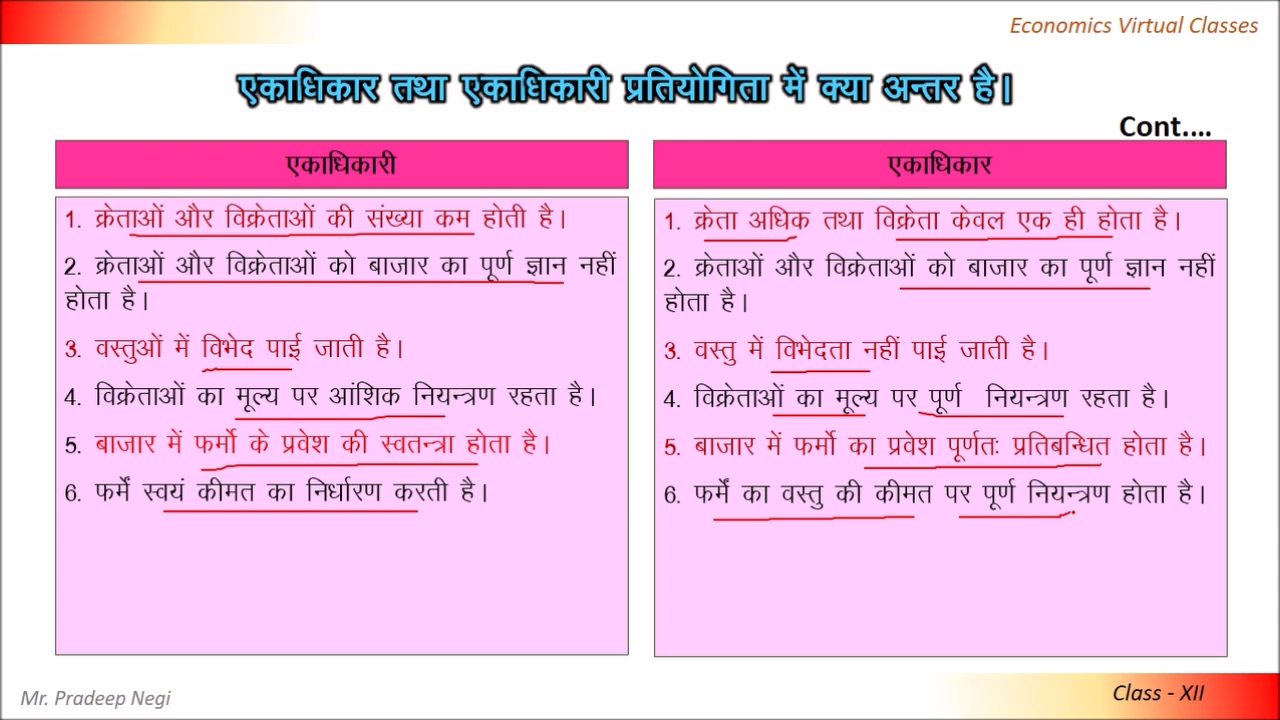 Economics Virtual Classes
एकाधिकार तथा एकाधिकारी प्रतियोगिता में क्या अन्तर है।
Cont....
एकाधिकारी
1. क्रेताओं और विक्रेताओं की संख्या कम होती है।
2. क्रेताओं और विक्रेताओं को बाजार का पूर्ण ज्ञान नहीं
होता है।
3. वस्तुओं में विभेद पाई जाती है।
4. विक्रेताओं का मूल्य पर आंशिक नियन्त्रण रहता है।
5. बाजार में फर्मो के प्रवेश की स्वतन्त्रा होता है।
6. फर्में स्वयं कीमत का निर्धारण करती है।
एकाधिकार
1. क्रेता अधिक तथा विक्रेता केवल एक ही होता है।
2. क्रेताओं और विक्रेताओं को बाजार का पूर्ण ज्ञान नहीं
होता है।
3. वस्तु में विभेदता नहीं पाई जाती है।
4. विक्रेताओं का मूल्य पर पूर्ण नियन्त्रण रहता है।
5. बाजार में फर्मो का प्रवेश पूर्णतः प्रतिबन्धित होता है।
6. फर्में का वस्तु की कीमत पर पूर्ण नियन्त्रण होता है।
Mr. Pradeep Negi
Class - XII